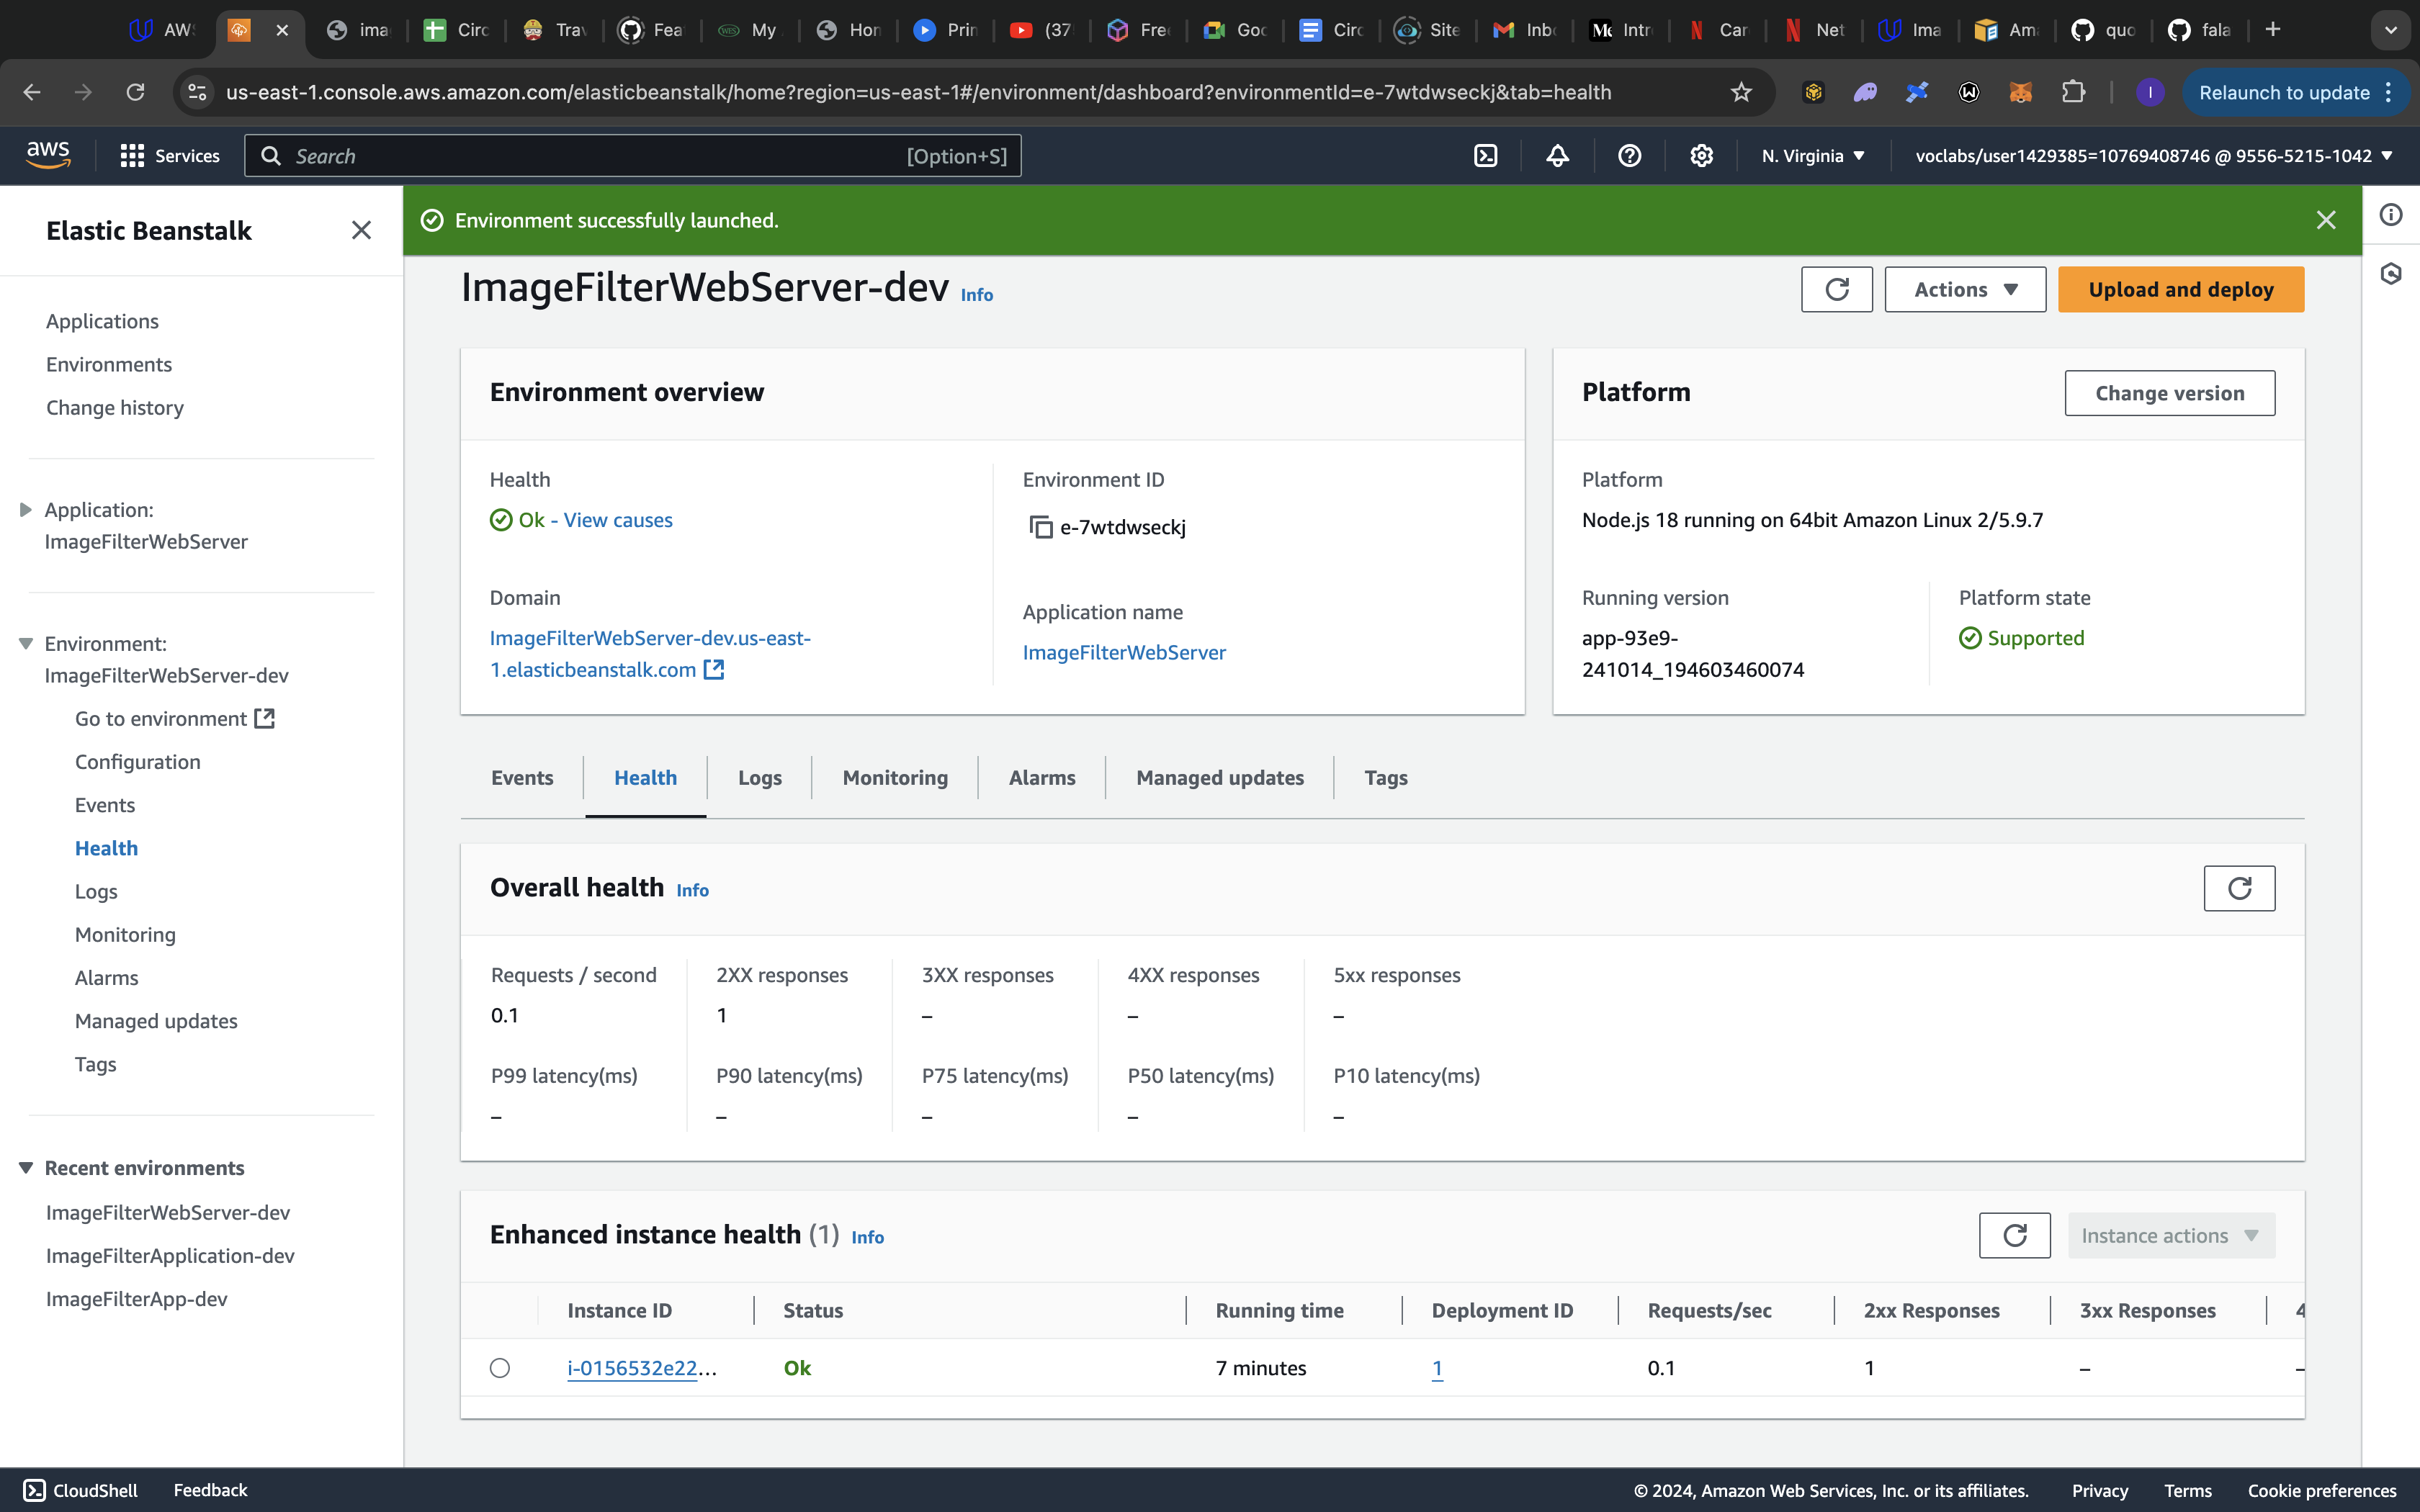 AW
ima
Circ
Trav
Fea
My
Hon
Prin
(37
Free
Goo
Circ
Site
Inbo
Intr
Car
Net
Ima
Ama
quo
fala
us-east-1.console.aws.amazon.com/elasticbeanstalk/home?region=us-east-1#/environment/dashboard?environmentId=e-7wtdwseckj&tab=health
I
Relaunch to update
aws
Services
Search
[Option+S]
N. Virginia
voclabs/user1429385=10769408746 @ 9556-5215-1042
Elastic Beanstalk
Applications
Environments
Change history
Application:
ImageFilterWebServer
Environment:
ImageFilterWebServer-dev
Go to environment
Configuration
Events
Health
Logs
Monitoring
Alarms
Managed updates
Tags
Recent environments
ImageFilterWebServer-dev
ImageFilterApplication-dev
ImageFilterApp-dev
Environment successfully launched.
ImageFilterWebServer-dev Info
Actions
Upload and deploy
Environment overview
Health
Ok - View causes
Domain
ImageFilterWebServer-dev.us-east-
1.elasticbeanstalk.com
Environment ID
e-7wtdwseckj
Application name
ImageFilterWebServer
Platform
Change version
Platform
Node.js 18 running on 64bit Amazon Linux 2/5.9.7
Running version
app-93e9-
241014_194603460074
Platform state
Supported
Events Health Logs Monitoring Alarms Managed updates Tags
Overall health Info
Requests / second 2XX responses 3XX responses 4XX responses 5xx responses
0.1 1 – – –
P99 latency(ms) P90 latency(ms) P75 latency(ms) P50 latency(ms) P10 latency(ms)
– – – – –
Enhanced instance health (1) Info
Instance actions
Instance ID Status Running time Deployment ID Requests/sec 2xx Responses 3xx Responses 4
i-0156532e22... Ok 7 minutes 1 0.1 1 – –
CloudShell Feedback
© 2024, Amazon Web Services, Inc. or its affiliates. Privacy Terms Cookie preferences